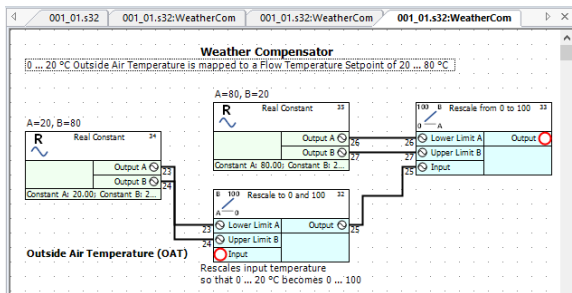 001_01.s32
001_01.s32:WeatherCom
001_01.s32:WeatherCom
001_01.s32:WeatherCom
Weather Compensator
0 ... 20 °C Outside Air Temperature is mapped to a Flow Temperature Setpoint of 20 ... 80 °C
A=80, B=20
R Real Constant 35
Output A 26
Output B 27
Constant A: 80.00; Constant B: 2...
100 B Rescale from 0 to 100 33
0 A
26 Lower Limit A Output
27 Upper Limit B
25 Input
A=20, B=80
R Real Constant 34
Output A 23
Output B 24
Constant A: 20.00; Constant B: 2...
B 100 Rescale to 0 and 100 32
A 0
23 Lower Limit A Output 25
24 Upper Limit B
Input
Outside Air Temperature (OAT)
Rescales input temperature
so that 0 ... 20 °C becomes 0 ... 100